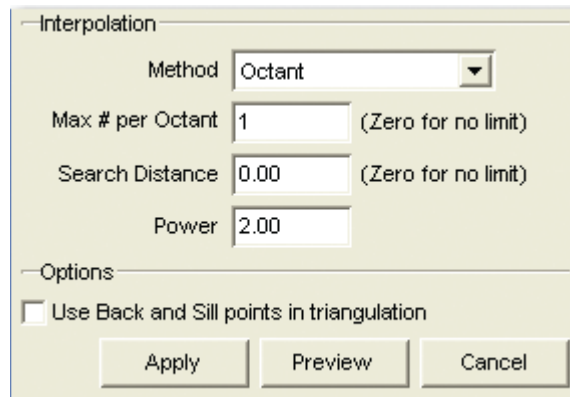 Interpolation
Method Octant
Max # per Octant 1 (Zero for no limit)
Search Distance 0.00 (Zero for no limit)
Power 2.00
Options
Use Back and Sill points in triangulation
Apply Preview Cancel